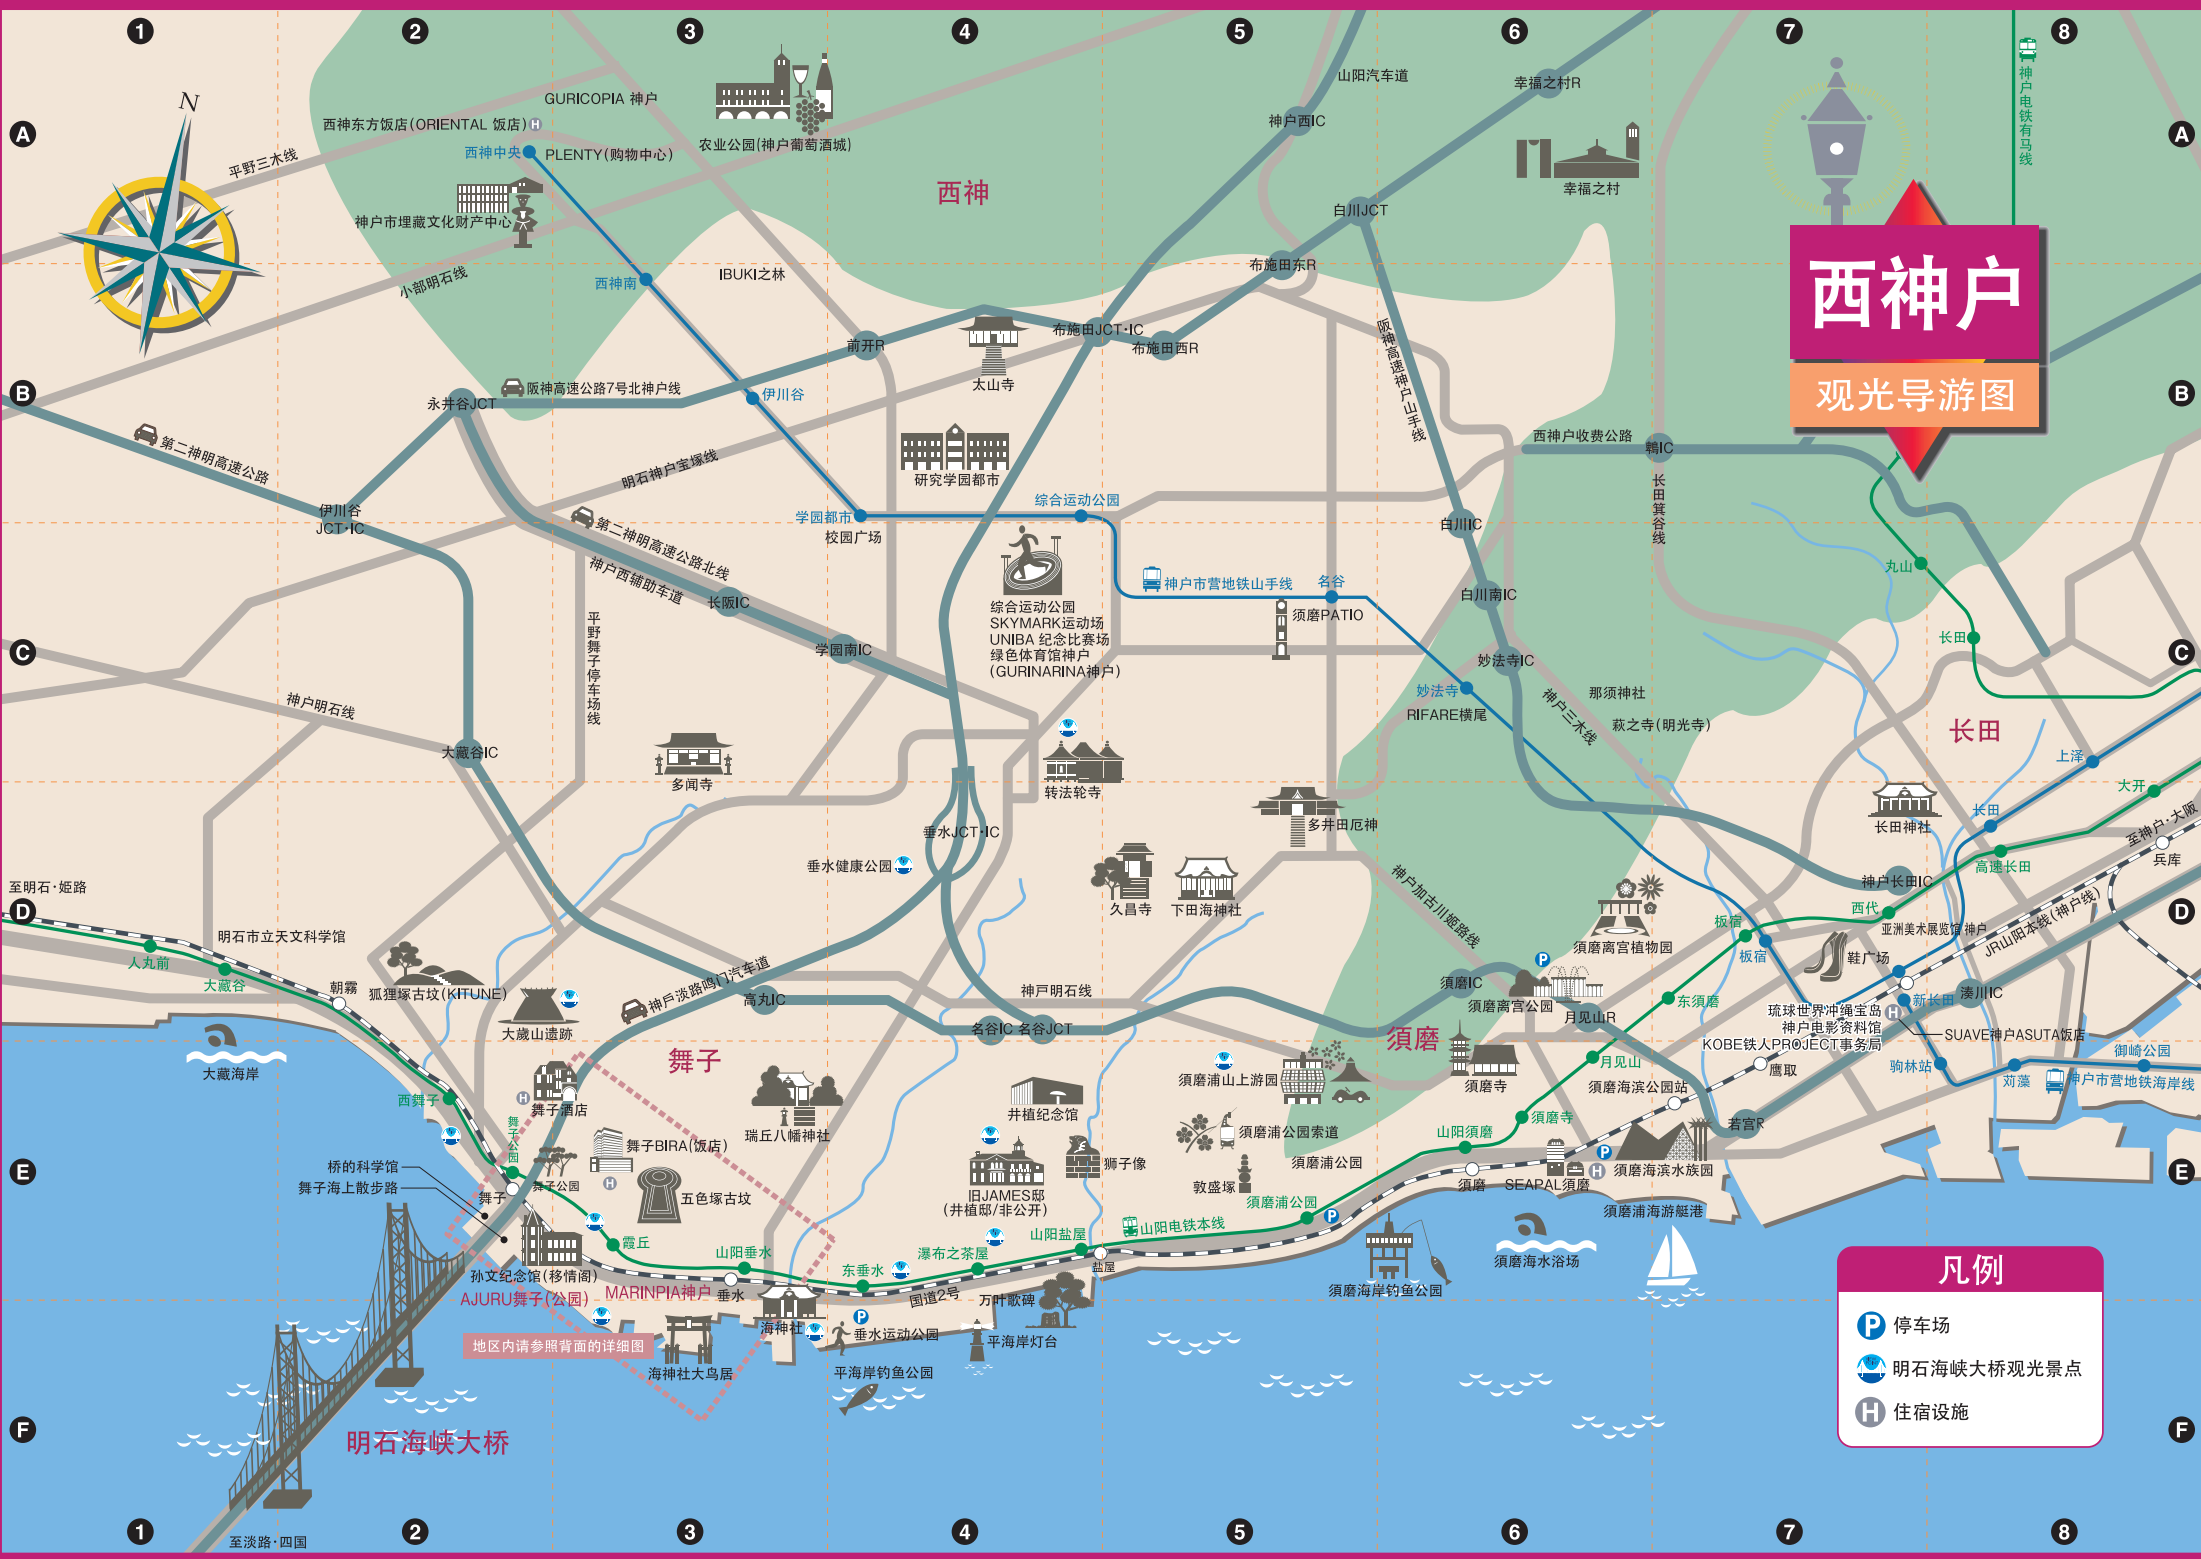 1
2
3
4
5
6
7
8
A
A
N
GURICOPIA 神户
西神东方饭店(ORIENTAL 饭店)
H
西神中央
PLENTY(购物中心)
农业公园(神户葡萄酒城)
平野三木线
神户市埋藏文化财产中心
小部明石线
西神
西神南
IBUKI之林
山阳汽车道
神户西IC
幸福之村R
幸福之村
白川JCT
布施田东R
神户电铁有马线
西神户
观光导游图
B
B
前开R
太山寺
布施田JCT·IC
布施田西R
阪神高速神户山手线
永井谷JCT
阪神高速公路7号北神户线
伊川谷
第二神明高速公路
明石神户宝塚线
研究学园都市
西神户收费公路
鵯IC
长田箕谷线
伊川谷
JCT·IC
学园都市
校园广场
综合运动公园
白川IC
第二神明高速公路北线
神户西辅助车道
长阪IC
平野舞子停车场线
学园南IC
综合运动公园
SKYMARK运动场
UNIBA 纪念比赛场
绿色体育馆神户
(GURINARINA神户)
神户市营地铁山手线
名谷
须磨PATIO
白川南IC
妙法寺IC
妙法寺
RIFARE横尾
神户三木线
那须神社
萩之寺(明光寺)
丸山
长田
C
C
神户明石线
大藏谷IC
多闻寺
转法轮寺
长田
上泽
大开
长田
长田神社
至神户·大阪
兵库
高速长田
垂水JCT·IC
垂水健康公园
多井田厄神
久昌寺
下田海神社
神户加古川姬路线
神户长田IC
西代
亚洲美术展览馆 神户
JR山阳本线(神户线)
至明石·姫路
D
D
明石市立天文科学馆
人丸前
大藏谷
朝霧
狐狸塚古坟(KITUNE)
大歳山遗跡
神戶淡路鸣门汽车道
高丸IC
神戸明石线
名谷IC
名谷JCT
須磨IC
須磨离宫植物园
P
須磨离宫公园
月见山R
板宿
板宿
鞋广场
东須磨
新长田
湊川IC
琉球世界冲绳宝岛
神户电影资料馆
KOBE铁人PROJECT事务局
H
SUAVE神户ASUTA饭店
大藏海岸
舞子
須磨
西舞子
H
舞子酒店
舞子公园
瑞丘八幡神社
井植纪念馆
須磨浦山上游园
須磨寺
月见山
須磨海滨公园站
鹰取
驹林站
苅藻
御崎公园
神户市营地铁海岸线
須磨浦公园索道
須磨浦公园
山阳須磨
須磨寺
若宫R
E
E
桥的科学馆
舞子海上散步路
舞子
舞子公园
舞子BIRA(饭店)
H
五色塚古坟
旧JAMES邸
(井植邸/非公开)
狮子像
敦盛塚
須磨浦公园
P
須磨
SEAPAL須磨
P
H
須磨海滨水族园
須磨浦海游艇港
孙文纪念馆(移情阁)
AJURU舞子(公园)
霞丘
山阳垂水
MARINPIA神户
垂水
东垂水
瀑布之茶屋
山阳盐屋
山阳电铁本线
盐屋
国道2号
万叶歌碑
須磨海岸钓鱼公园
須磨海水浴场
地区内请参照背面的详细图
海神社
海神社大鸟居
P
垂水运动公园
平海岸灯台
平海岸钓鱼公园
凡例
P 停车场
明石海峡大桥观光景点
H 住宿设施
F
F
明石海峡大桥
至淡路·四国
1
2
3
4
5
6
7
8